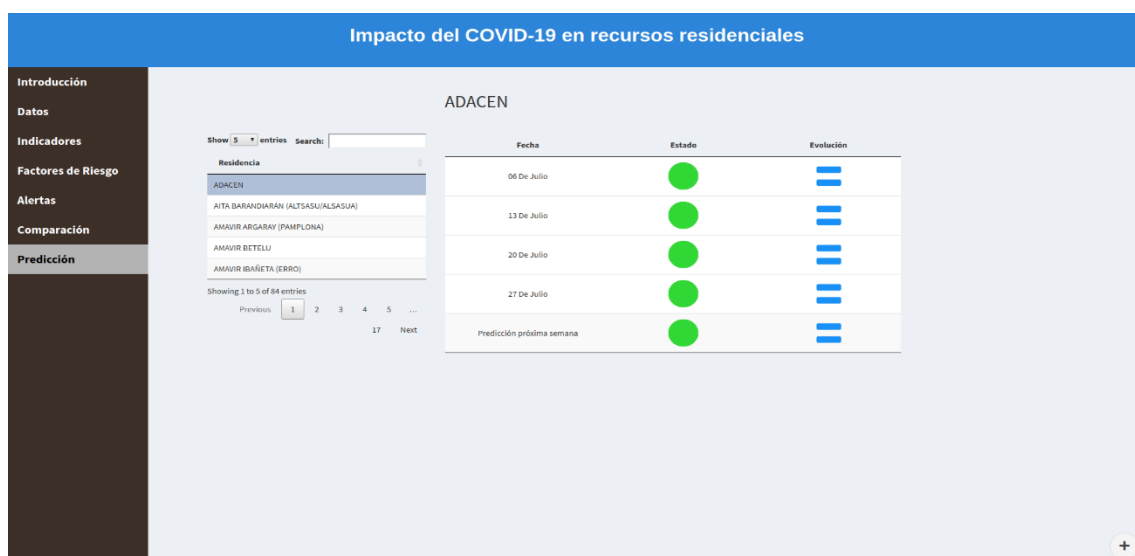 Impacto del COVID-19 en recursos residenciales
Introducción
Datos
Indicadores
Factores de Riesgo
Alertas
Comparación
Predicción
Show 5 entries Search:
Residencia
ADACEN
AITA BARANDIARÁN (ALTSASU/ALSASUA)
AMAVIR ARGARAY (PAMPLONA)
AMAVIR BETELU
AMAVIR IBAÑETA (ERRO)
Showing 1 to 5 of 84 entries
Previous 1 2 3 4 5 ...
17 Next
ADACEN
Fecha Estado Evolución
06 De Julio
13 De Julio
20 De Julio
27 De Julio
Predicción próxima semana
+